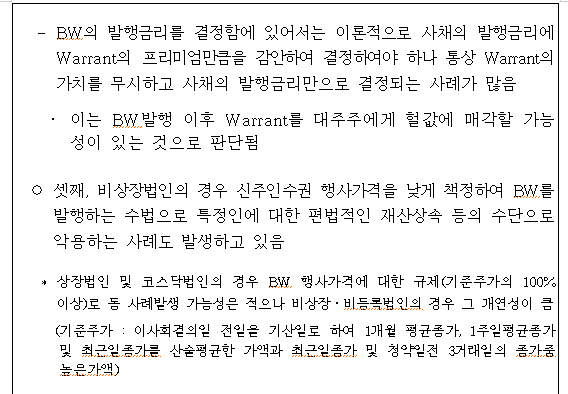 - BW의 발행금리를 결정함에 있어서는 이론적으로 사채의 발행금리에
Warrant의 프리미엄만큼을 감안하여 결정하여야 하나 통상 Warrant의
가치를 무시하고 사채의 발행금리만으로 결정되는 사례가 많음
· 이는 BW발행 이후 Warrant를 대주주에게 헐값에 매각할 가능
성이 있는 것으로 판단됨
○ 셋째, 비상장법인의 경우 신주인수권 행사가격을 낮게 책정하여 BW를
발행하는 수법으로 특정인에 대한 편법적인 재산상속 등의 수단으로
악용하는 사례도 발생하고 있음
* 상장법인 및 코스닥법인의 경우 BW 행사가격에 대한 규제(기준주가의 100%
이상)로 동 사례발생 가능성은 적으나 비상장·비등록법인의 경우 그 개연성이 큼
(기준주가 : 이사회결의일 전일을 기산일로 하여 1개월 평균종가, 1주일평균종가
및 최근일종가를 산술평균한 가액과 최근일종가 및 청약일전 3거래일의 종가중
높은가액)